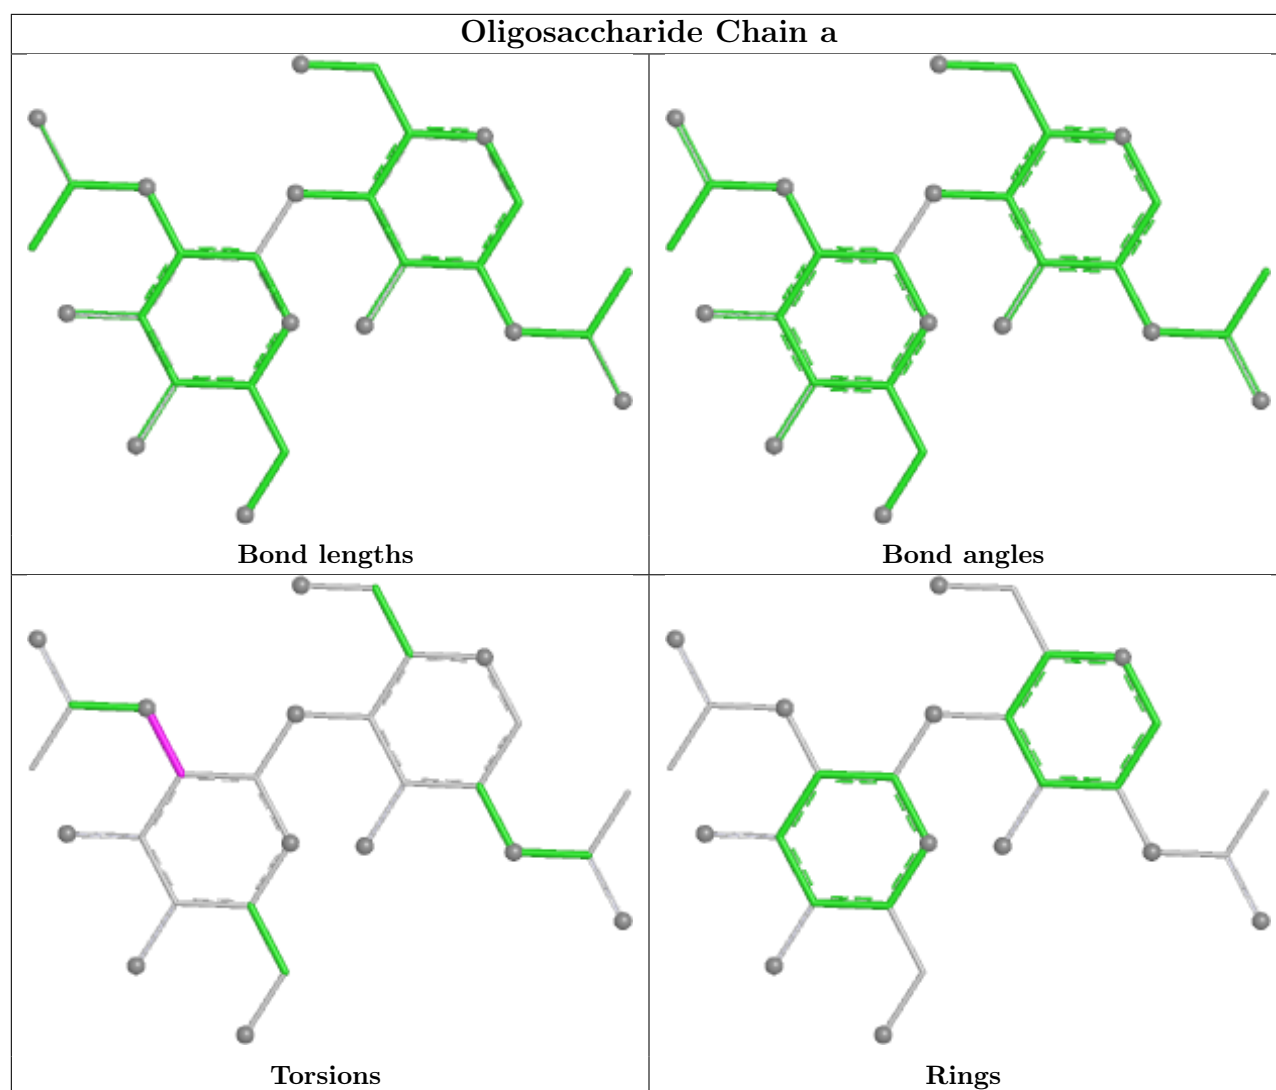 Oligosaccharide Chain a
Bond lengths
Bond angles
Torsions
Rings